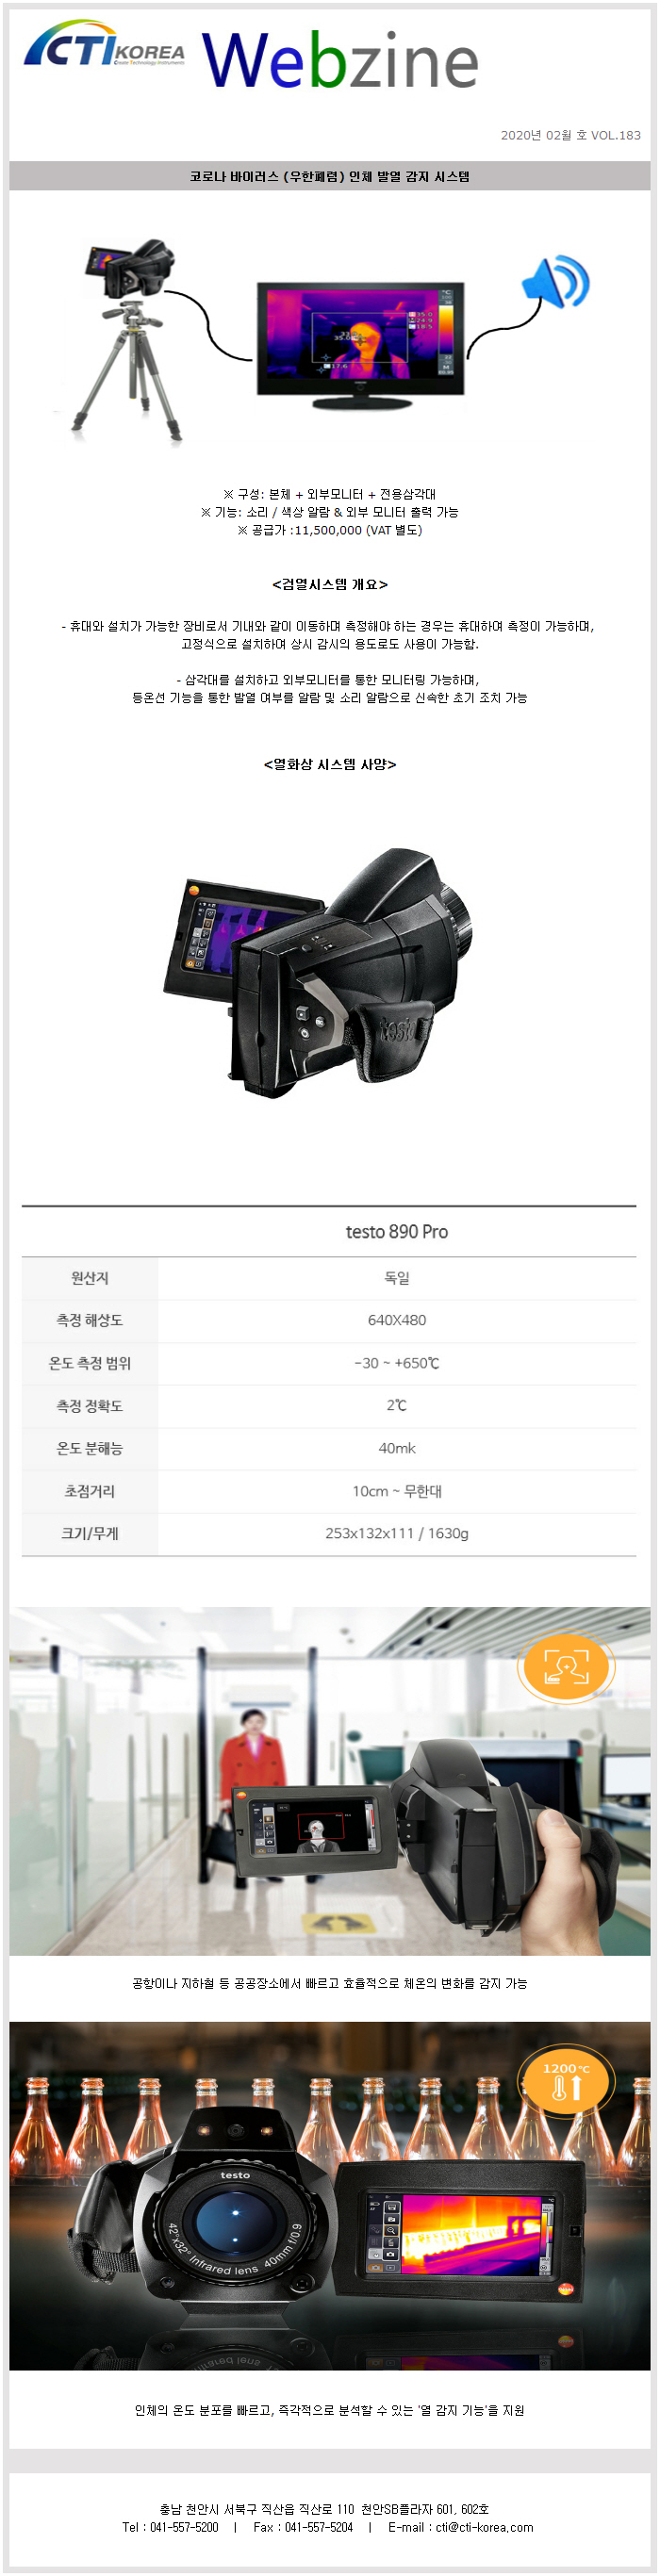 CTI KOREA
Clever Technology Instruments
Webzine
2020년 02월 호 VOL.183
코로나 바이러스 (우한폐렴) 인체 발열 감지 시스템
※ 구성: 본체 + 외부모니터 + 전용삼각대
※ 기능: 소리 / 색상 알람 & 외부 모니터 출력 가능
※ 공급가 :11,500,000 (VAT 별도)
<검열시스템 개요>
- 휴대와 설치가 가능한 장비로서 기내와 같이 이동하며 측정해야 하는 경우는 휴대하여 측정이 가능하며,
고정식으로 설치하여 상시 감시의 용도로도 사용이 가능함.
- 삼각대를 설치하고 외부모니터를 통한 모니터링 가능하며,
등온선 기능을 통한 발열 여부를 알람 및 소리 알람으로 신속한 초기 조치 가능
<열화상 시스템 사양>
testo
testo 890 Pro
원산지 독일
측정 해상도 640X480
온도 측정 범위 -30 ~ +650℃
측정 정확도 2℃
온도 분해능 40mk
초점거리 10cm ~ 무한대
크기/무게 253x132x111 / 1630g
공항이나 지하철 등 공공장소에서 빠르고 효율적으로 체온의 변화를 감지 가능
1200℃
testo
42°x32° Infrared lens 40mm f/0.9
인체의 온도 분포를 빠르고, 즉각적으로 분석할 수 있는 '열 감지 기능'을 지원
충남 천안시 서북구 직산읍 직산로 110 천안SB플라자 601, 602호
Tel : 041-557-5200 | Fax : 041-557-5204 | E-mail : cti@cti-korea.com